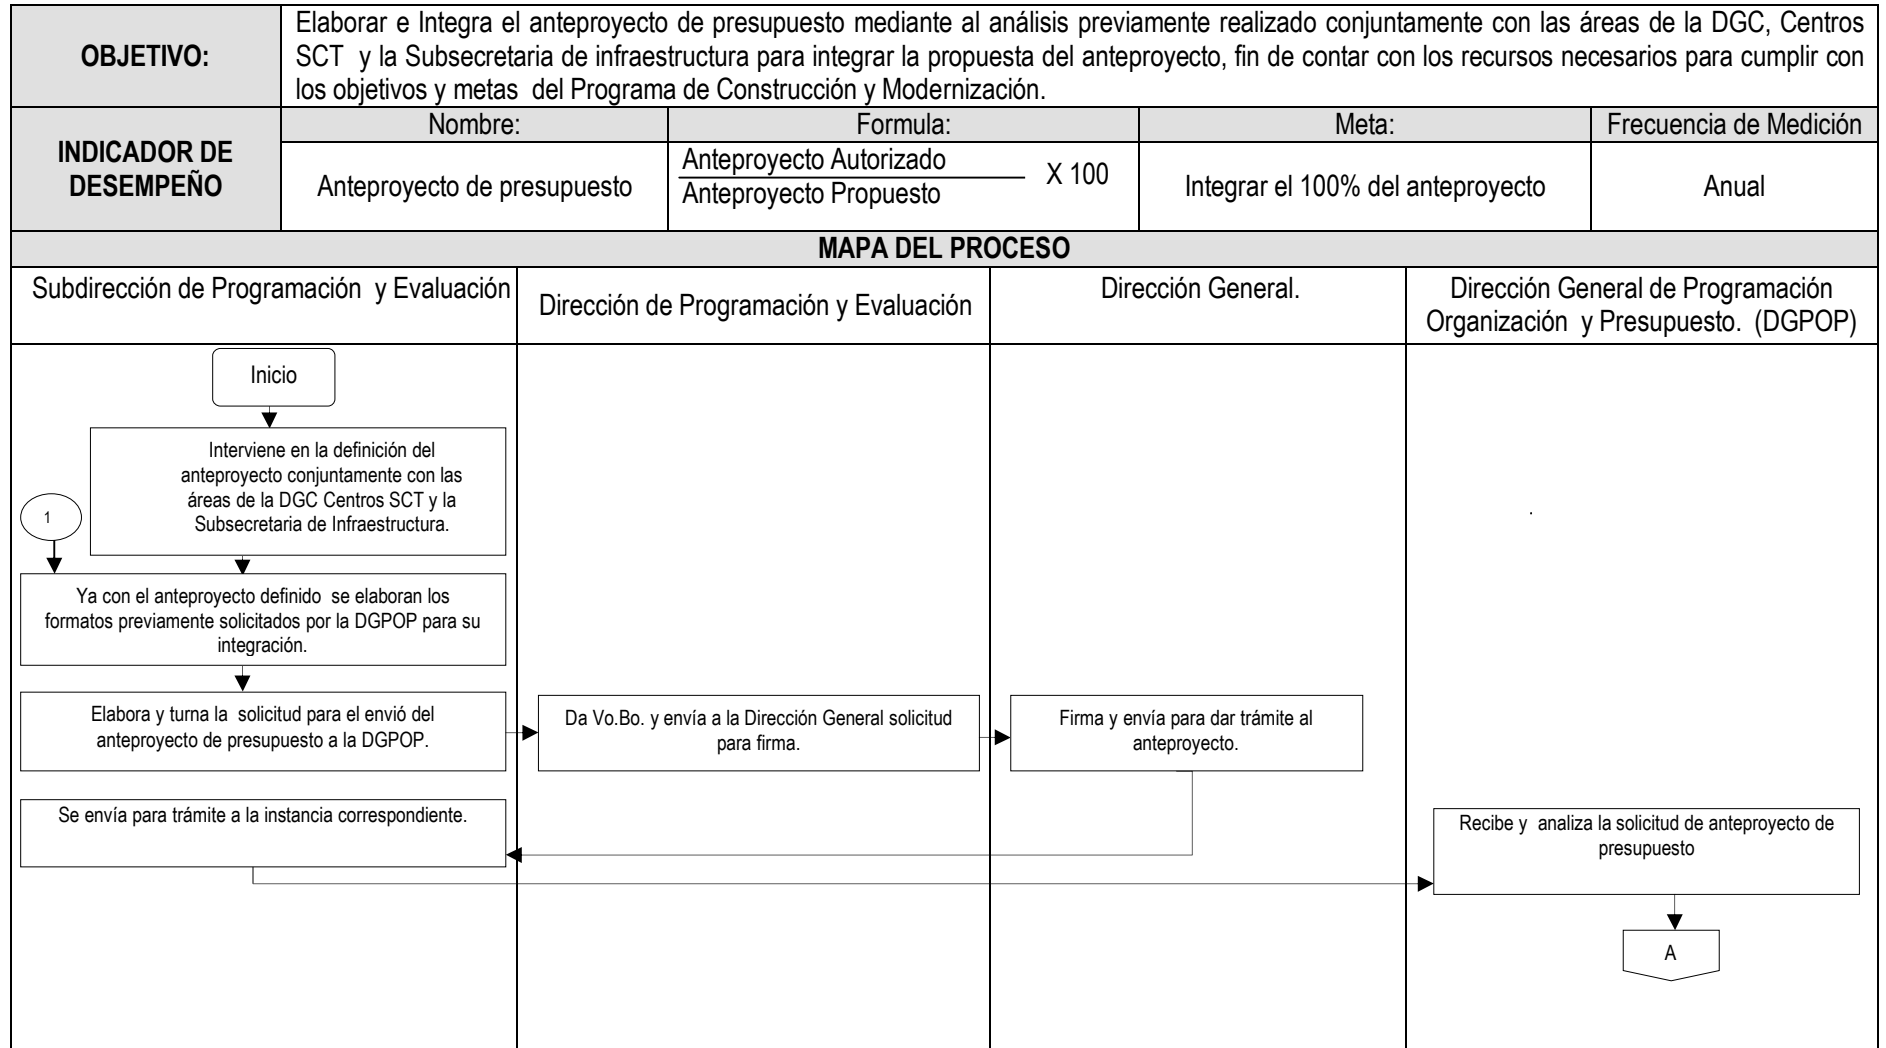 OBJETIVO:
Elaborar e Integra el anteproyecto de presupuesto mediante al análisis previamente realizado conjuntamente con las áreas de la DGC, Centros
SCT y la Subsecretaria de infraestructura para integrar la propuesta del anteproyecto, fin de contar con los recursos necesarios para cumplir con
los objetivos y metas del Programa de Construcción y Modernización.
INDICADOR DE
DESEMPEÑO
Nombre:
Formula:
Meta:
Frecuencia de Medición
Anteproyecto de presupuesto
Anteproyecto Autorizado
Anteproyecto Propuesto
X 100
Integrar el 100% del anteproyecto
Anual
MAPA DEL PROCESO
Subdirección de Programación y Evaluación
Dirección de Programación y Evaluación
Dirección General.
Dirección General de Programación
Organización y Presupuesto. (DGPOP)
Inicio
Interviene en la definición del
anteproyecto conjuntamente con las
áreas de la DGC Centros SCT y la
Subsecretaria de Infraestructura.
1
.
Ya con el anteproyecto definido se elaboran los
formatos previamente solicitados por la DGPOP para su
integración.
Elabora y turna la solicitud para el envió del
anteproyecto de presupuesto a la DGPOP.
Da Vo.Bo. y envía a la Dirección General solicitud
para firma.
Firma y envía para dar trámite al
anteproyecto.
Se envía para trámite a la instancia correspondiente.
Recibe y analiza la solicitud de anteproyecto de
presupuesto
A